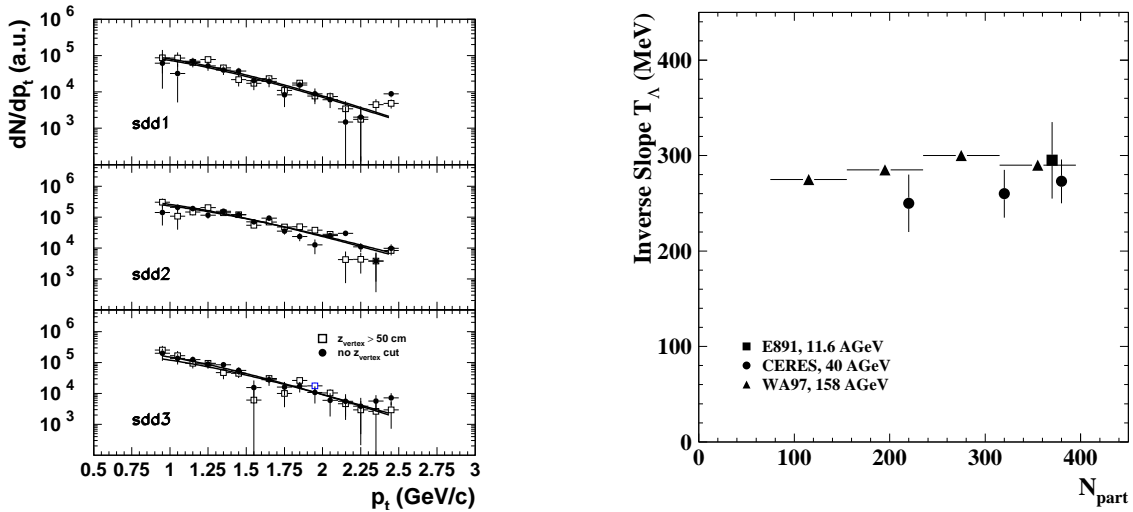 dN/dpt (a.u.)
10^6
10^5
10^4
10^3
sdd1
10^6
10^5
10^4
10^3
sdd2
10^6
10^5
10^4
10^3
z_vertex > 50 cm
no z_vertex cut
sdd3
0.5 0.75 1 1.25 1.5 1.75 2 2.25 2.5 2.75 3
p_t (GeV/c)
Inverse Slope T_Λ (MeV)
400
300
200
100
0
E891, 11.6 AGeV
CERES, 40 AGeV
WA97, 158 AGeV
0 100 200 300 400
N_part